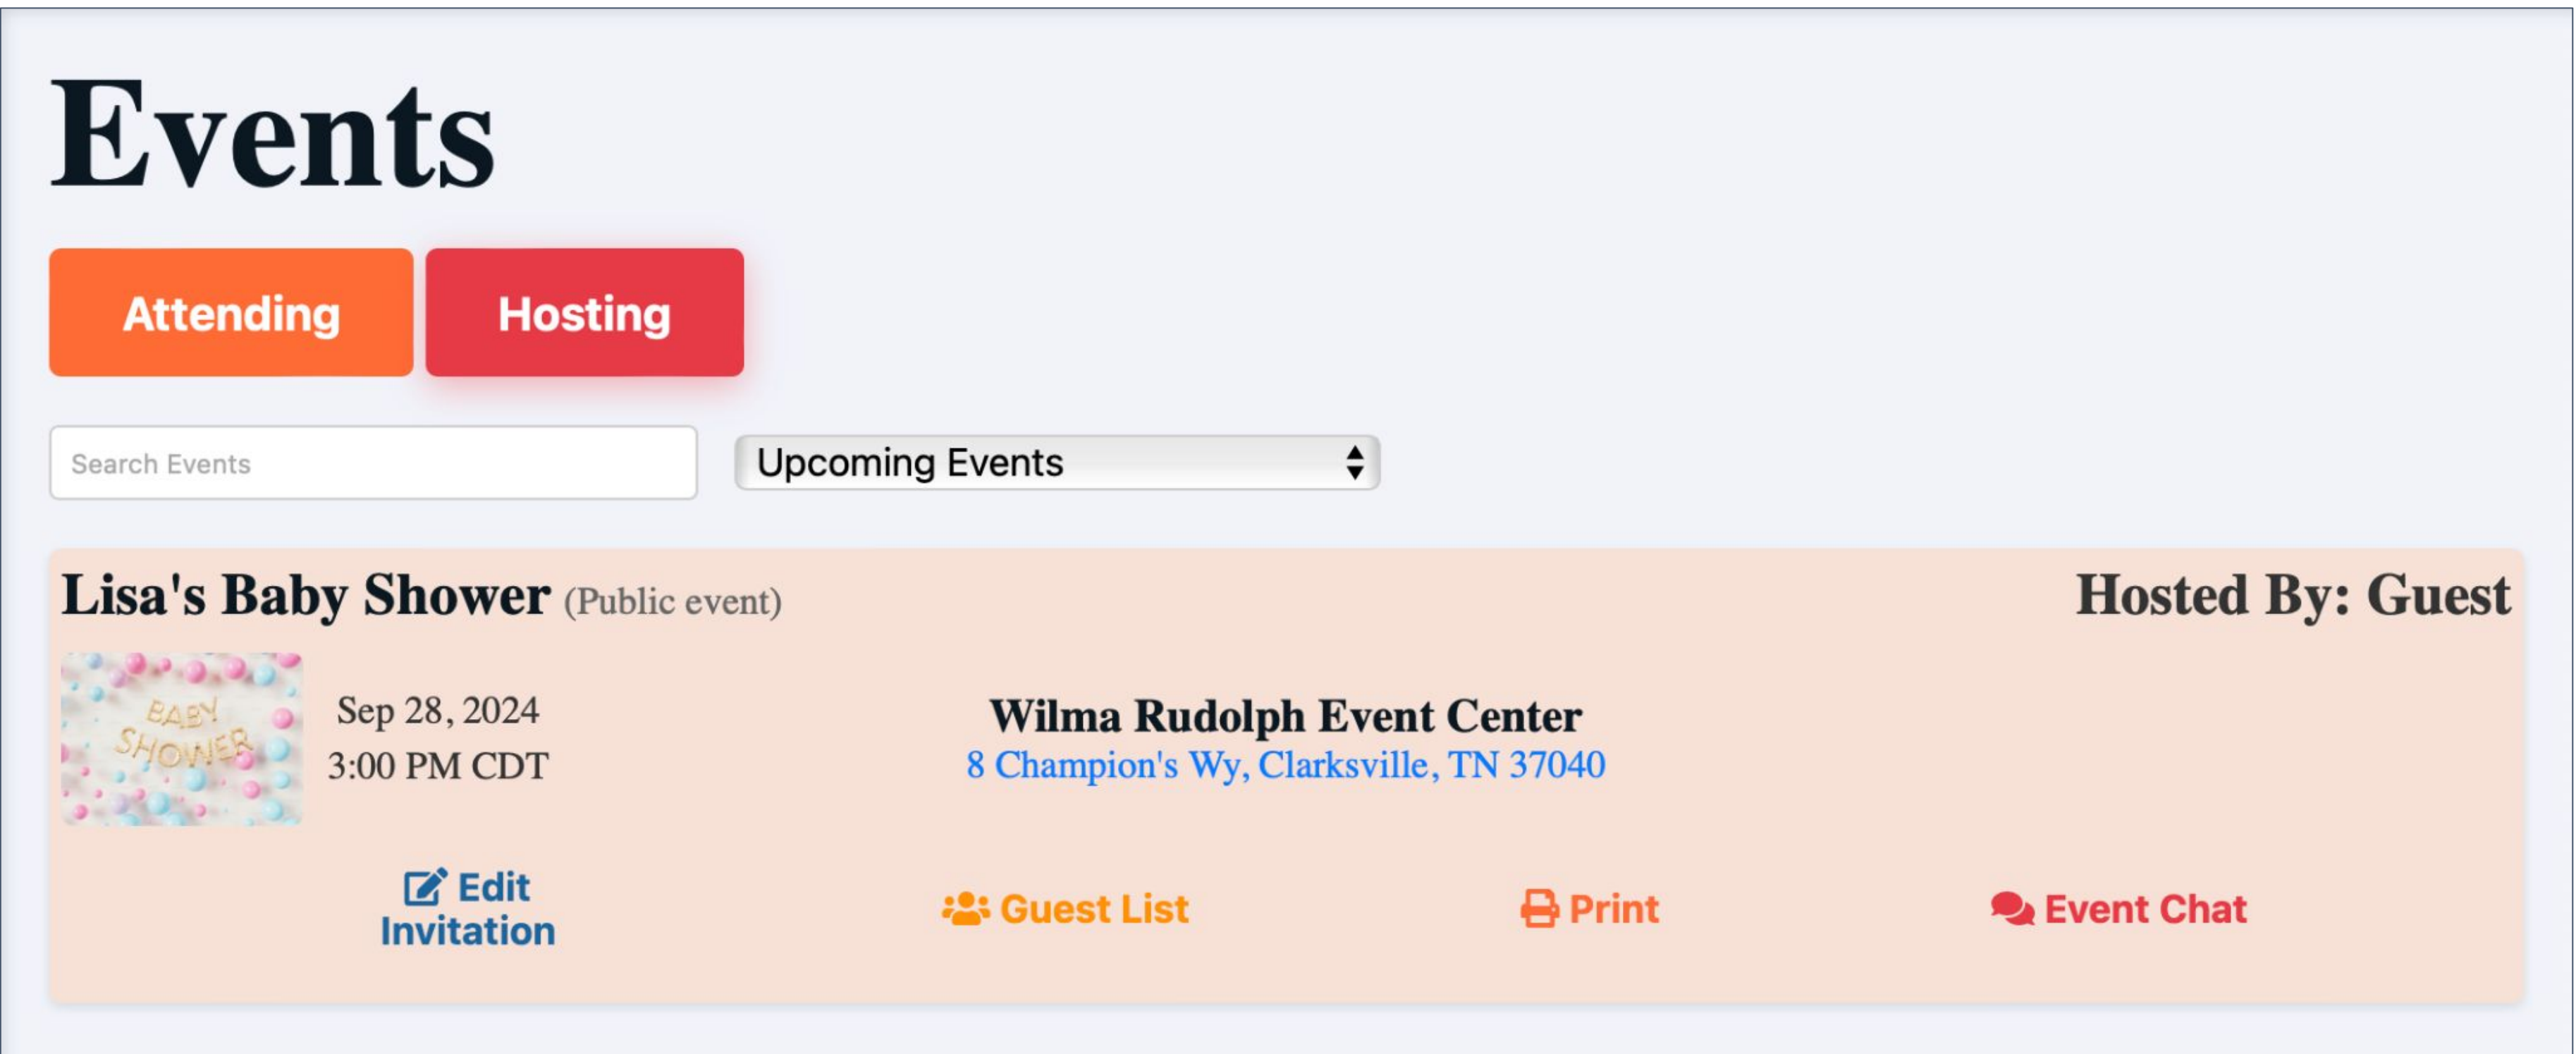 Events
Attending Hosting
Search Events Upcoming Events
Lisa's Baby Shower (Public event) Hosted By: Guest
BABY
SHOWER
Sep 28, 2024
3:00 PM CDT
Wilma Rudolph Event Center
8 Champion's Wy, Clarksville, TN 37040
Edit
Invitation
Guest List
Print
Event Chat